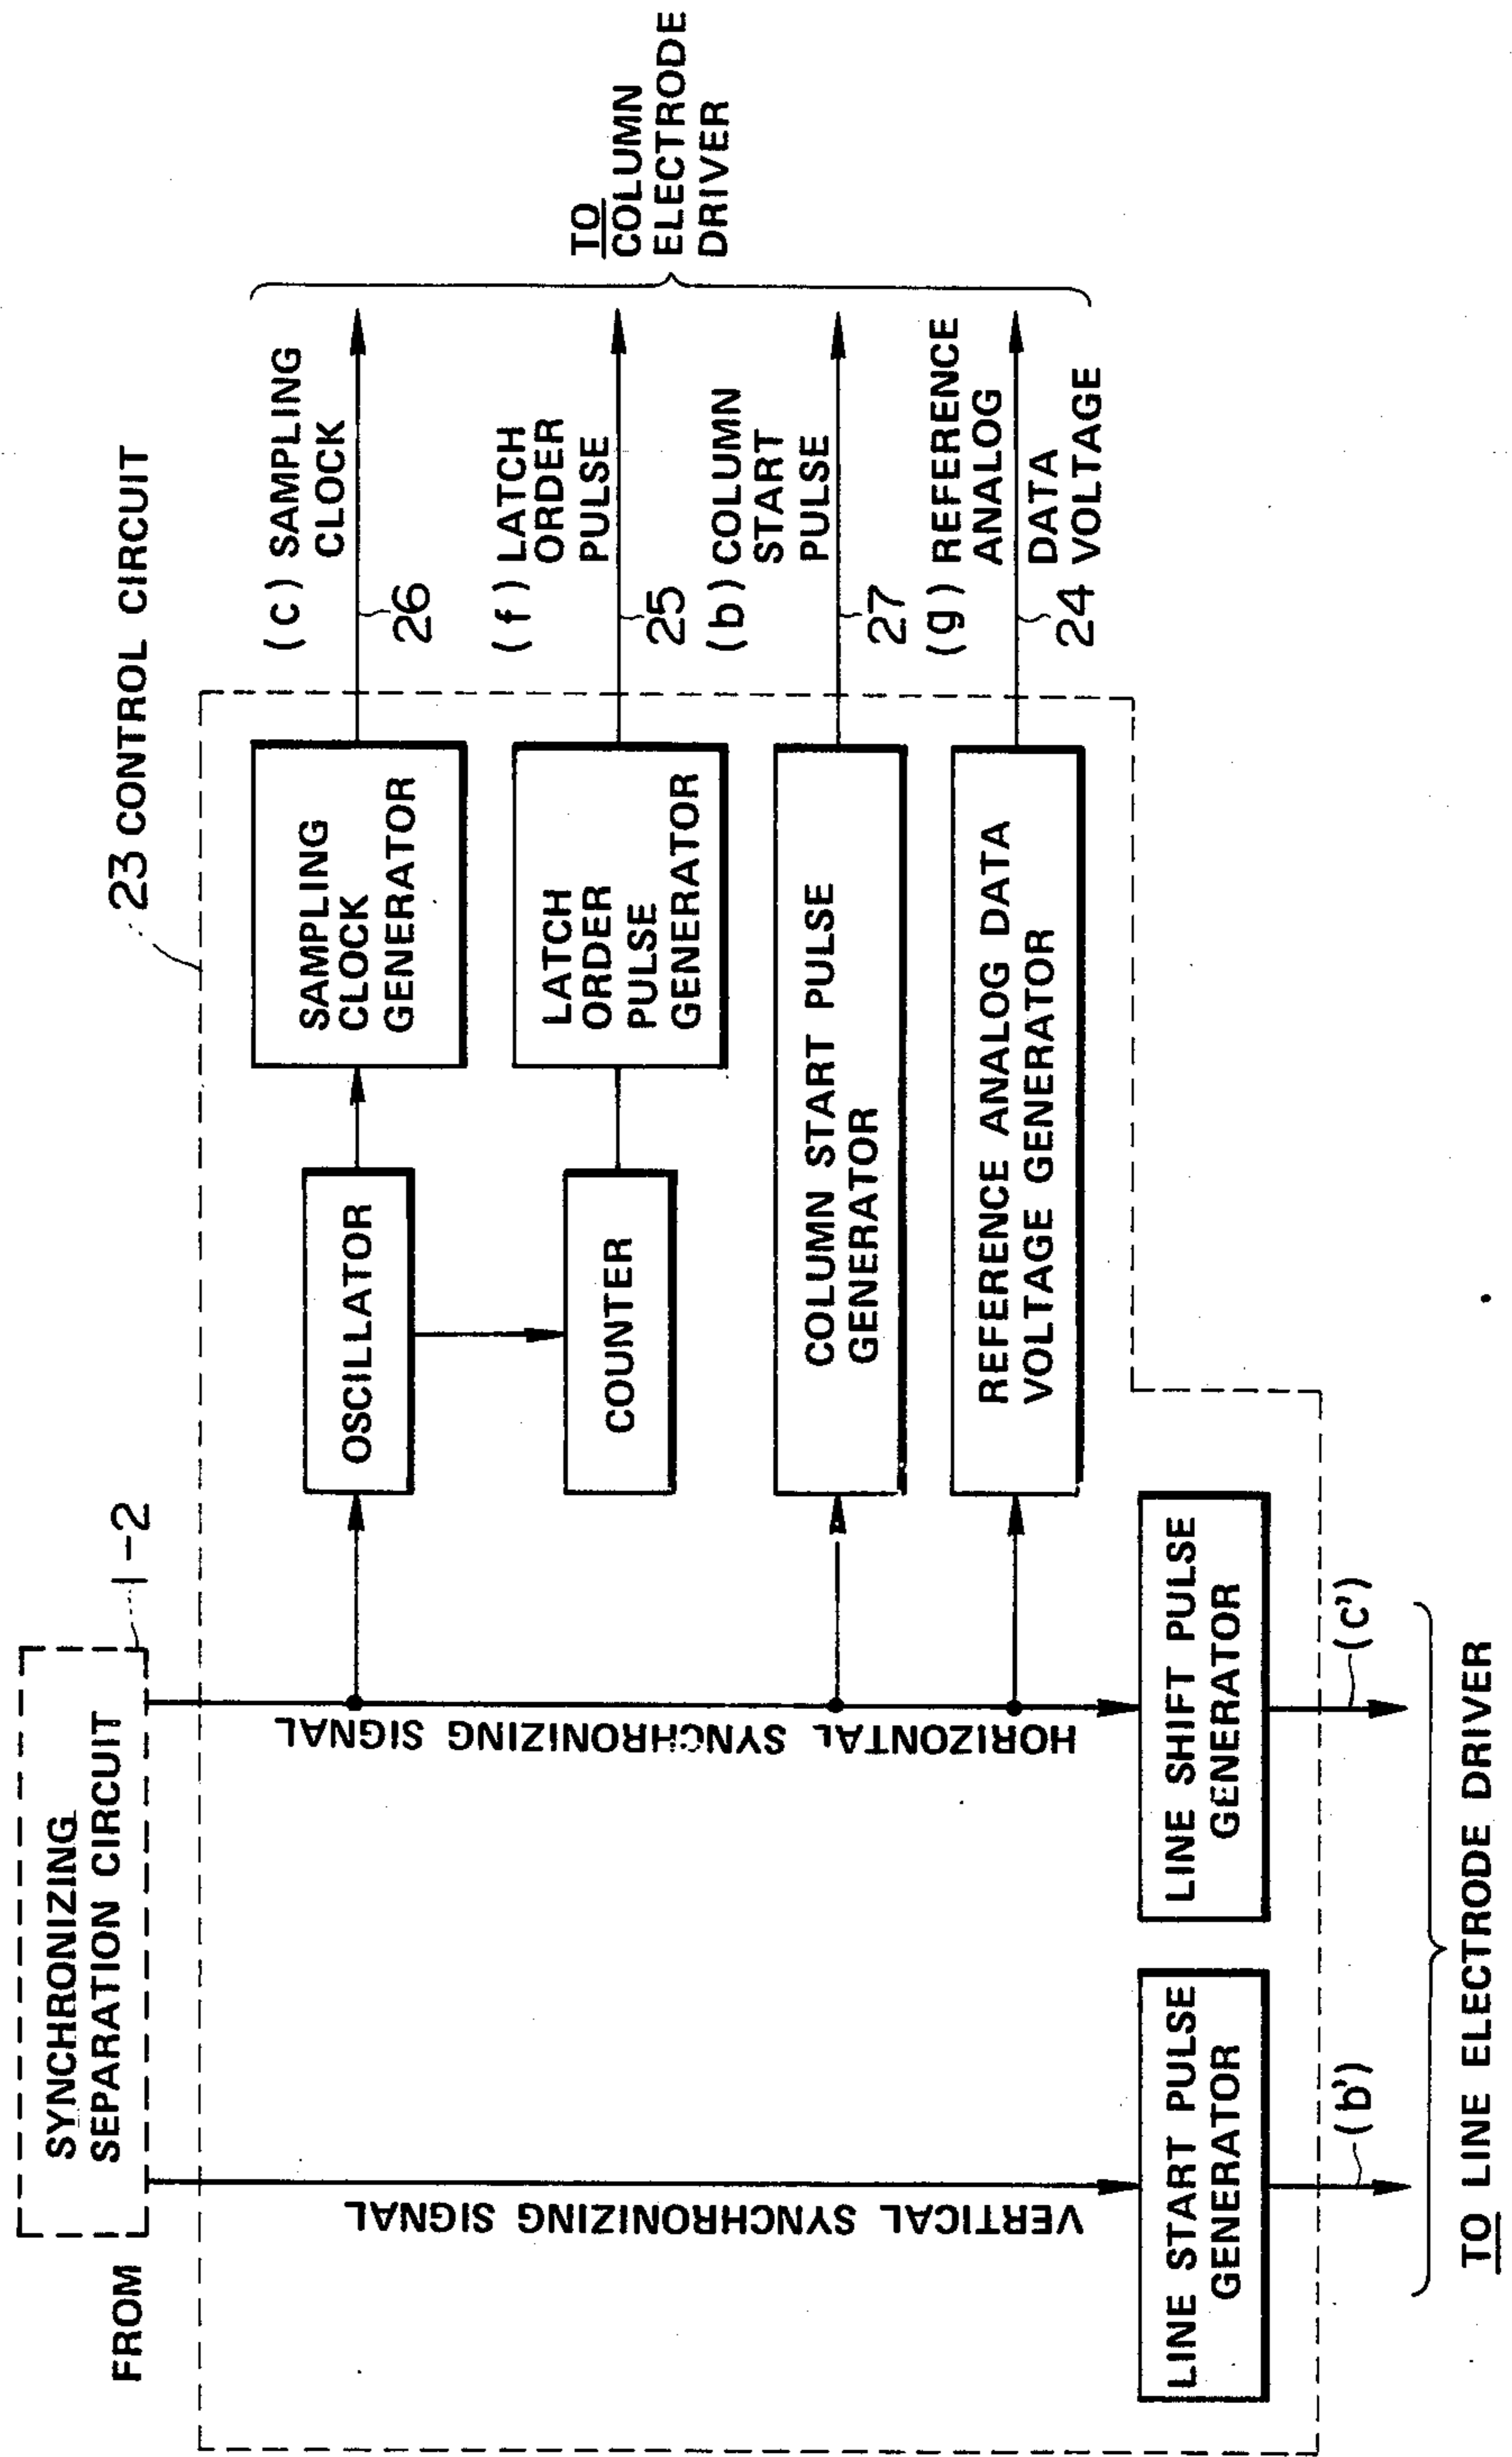 FROM
SYNCHRONIZING
SEPARATION CIRCUIT
1-2
23 CONTROL CIRCUIT
VERTICAL SYNCHRONIZING SIGNAL
HORIZONTAL SYNCHRONIZING SIGNAL
OSCILLATOR
SAMPLING
CLOCK
GENERATOR
(c) SAMPLING
CLOCK
26
COUNTER
LATCH
ORDER
PULSE
GENERATOR
(f) LATCH
ORDER
PULSE
25
COLUMN START PULSE
GENERATOR
(b) COLUMN
START
PULSE
27
REFERENCE ANALOG DATA
VOLTAGE GENERATOR
(g) REFERENCE
ANALOG
DATA
VOLTAGE
24
TO
COLUMN
ELECTRODE
DRIVER
LINE START PULSE
GENERATOR
LINE SHIFT PULSE
GENERATOR
(b')
(c')
TO LINE ELECTRODE DRIVER